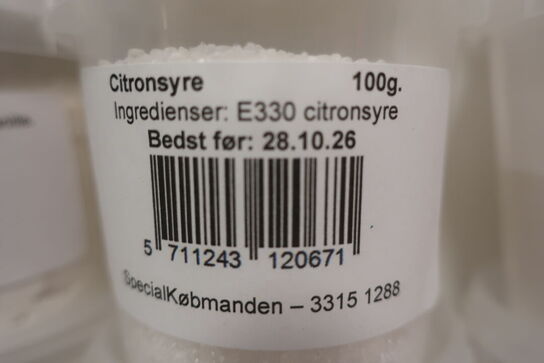 Citronsyre 100g.
Ingredienser: E330 citronsyre
Bedst før: 28.10.26
5 711243 120671
SpecialKøbmanden – 3315 1288